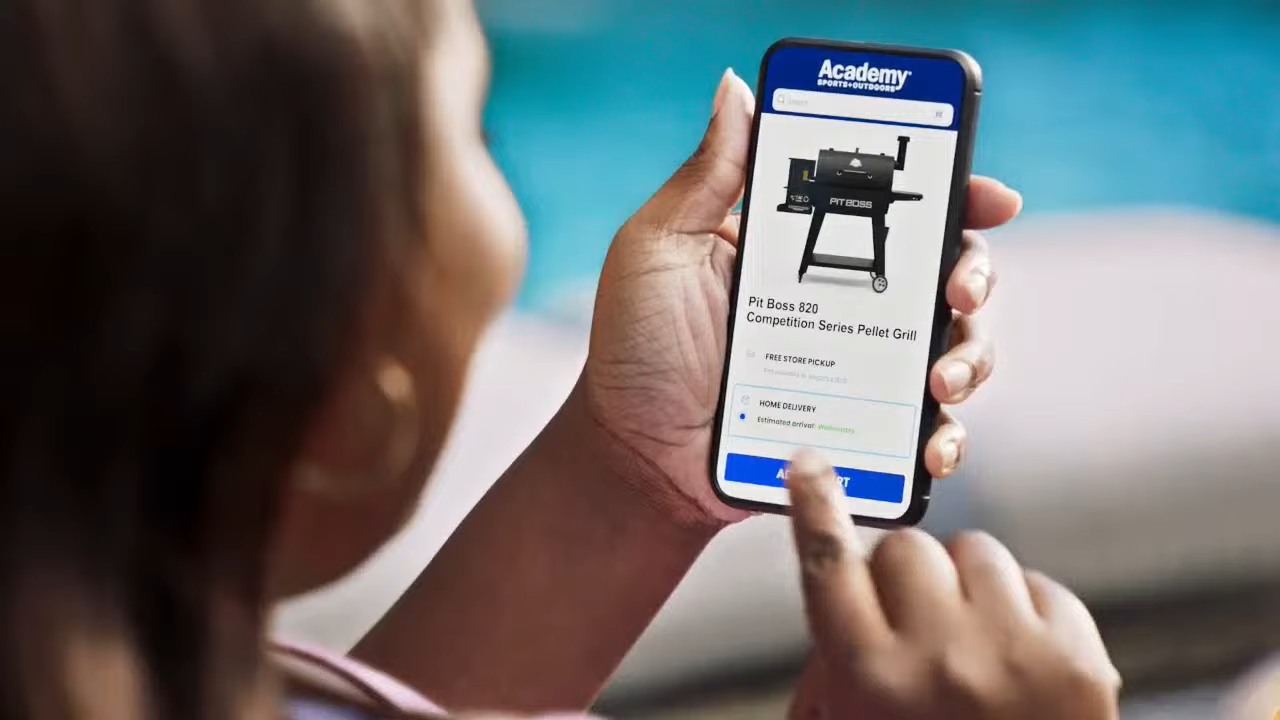 Academy
SPORTS+OUTDOORS
Search
PIT BOSS
Pit Boss 820
Competition Series Pellet Grill
FREE STORE PICKUP
HOME DELIVERY
Estimated arrival: